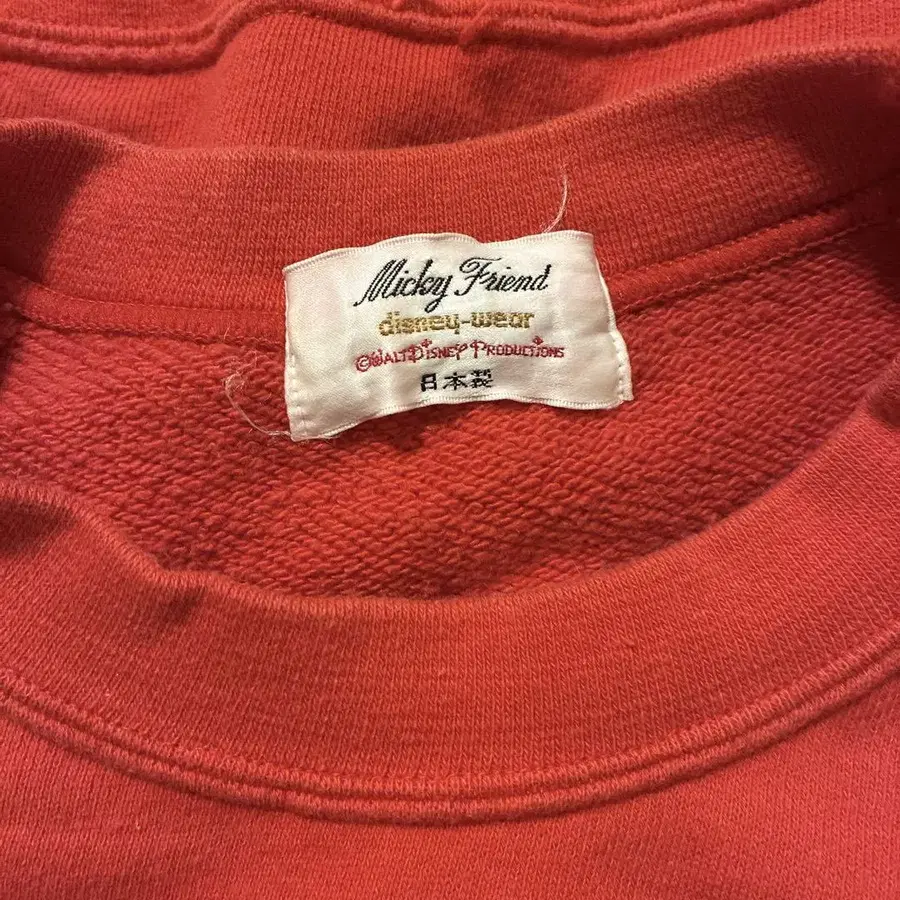 Micky Friend
disney-wear
©WALT DISNEY PRODUCTIONS
日本製